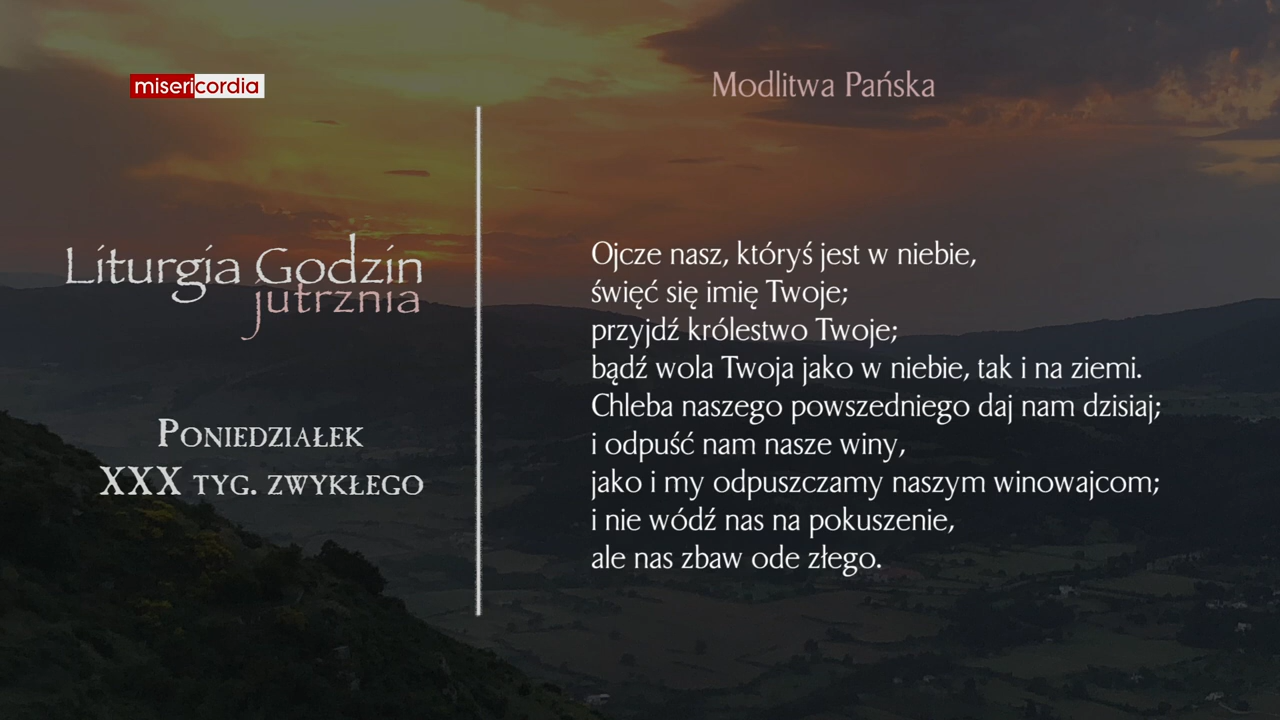 misericordia
Liturgia Godzin
jutrznia
Poniedziałek
XXX tyg. zwykłego
Modlitwa Pańska
Ojcze nasz, któryś jest w niebie,
święć się imię Twoje;
przyjdź królestwo Twoje;
bądź wola Twoja jako w niebie, tak i na ziemi.
Chleba naszego powszedniego daj nam dzisiaj;
i odpuść nam nasze winy,
jako i my odpuszczamy naszym winowajcom;
i nie wódź nas na pokuszenie,
ale nas zbaw ode złego.